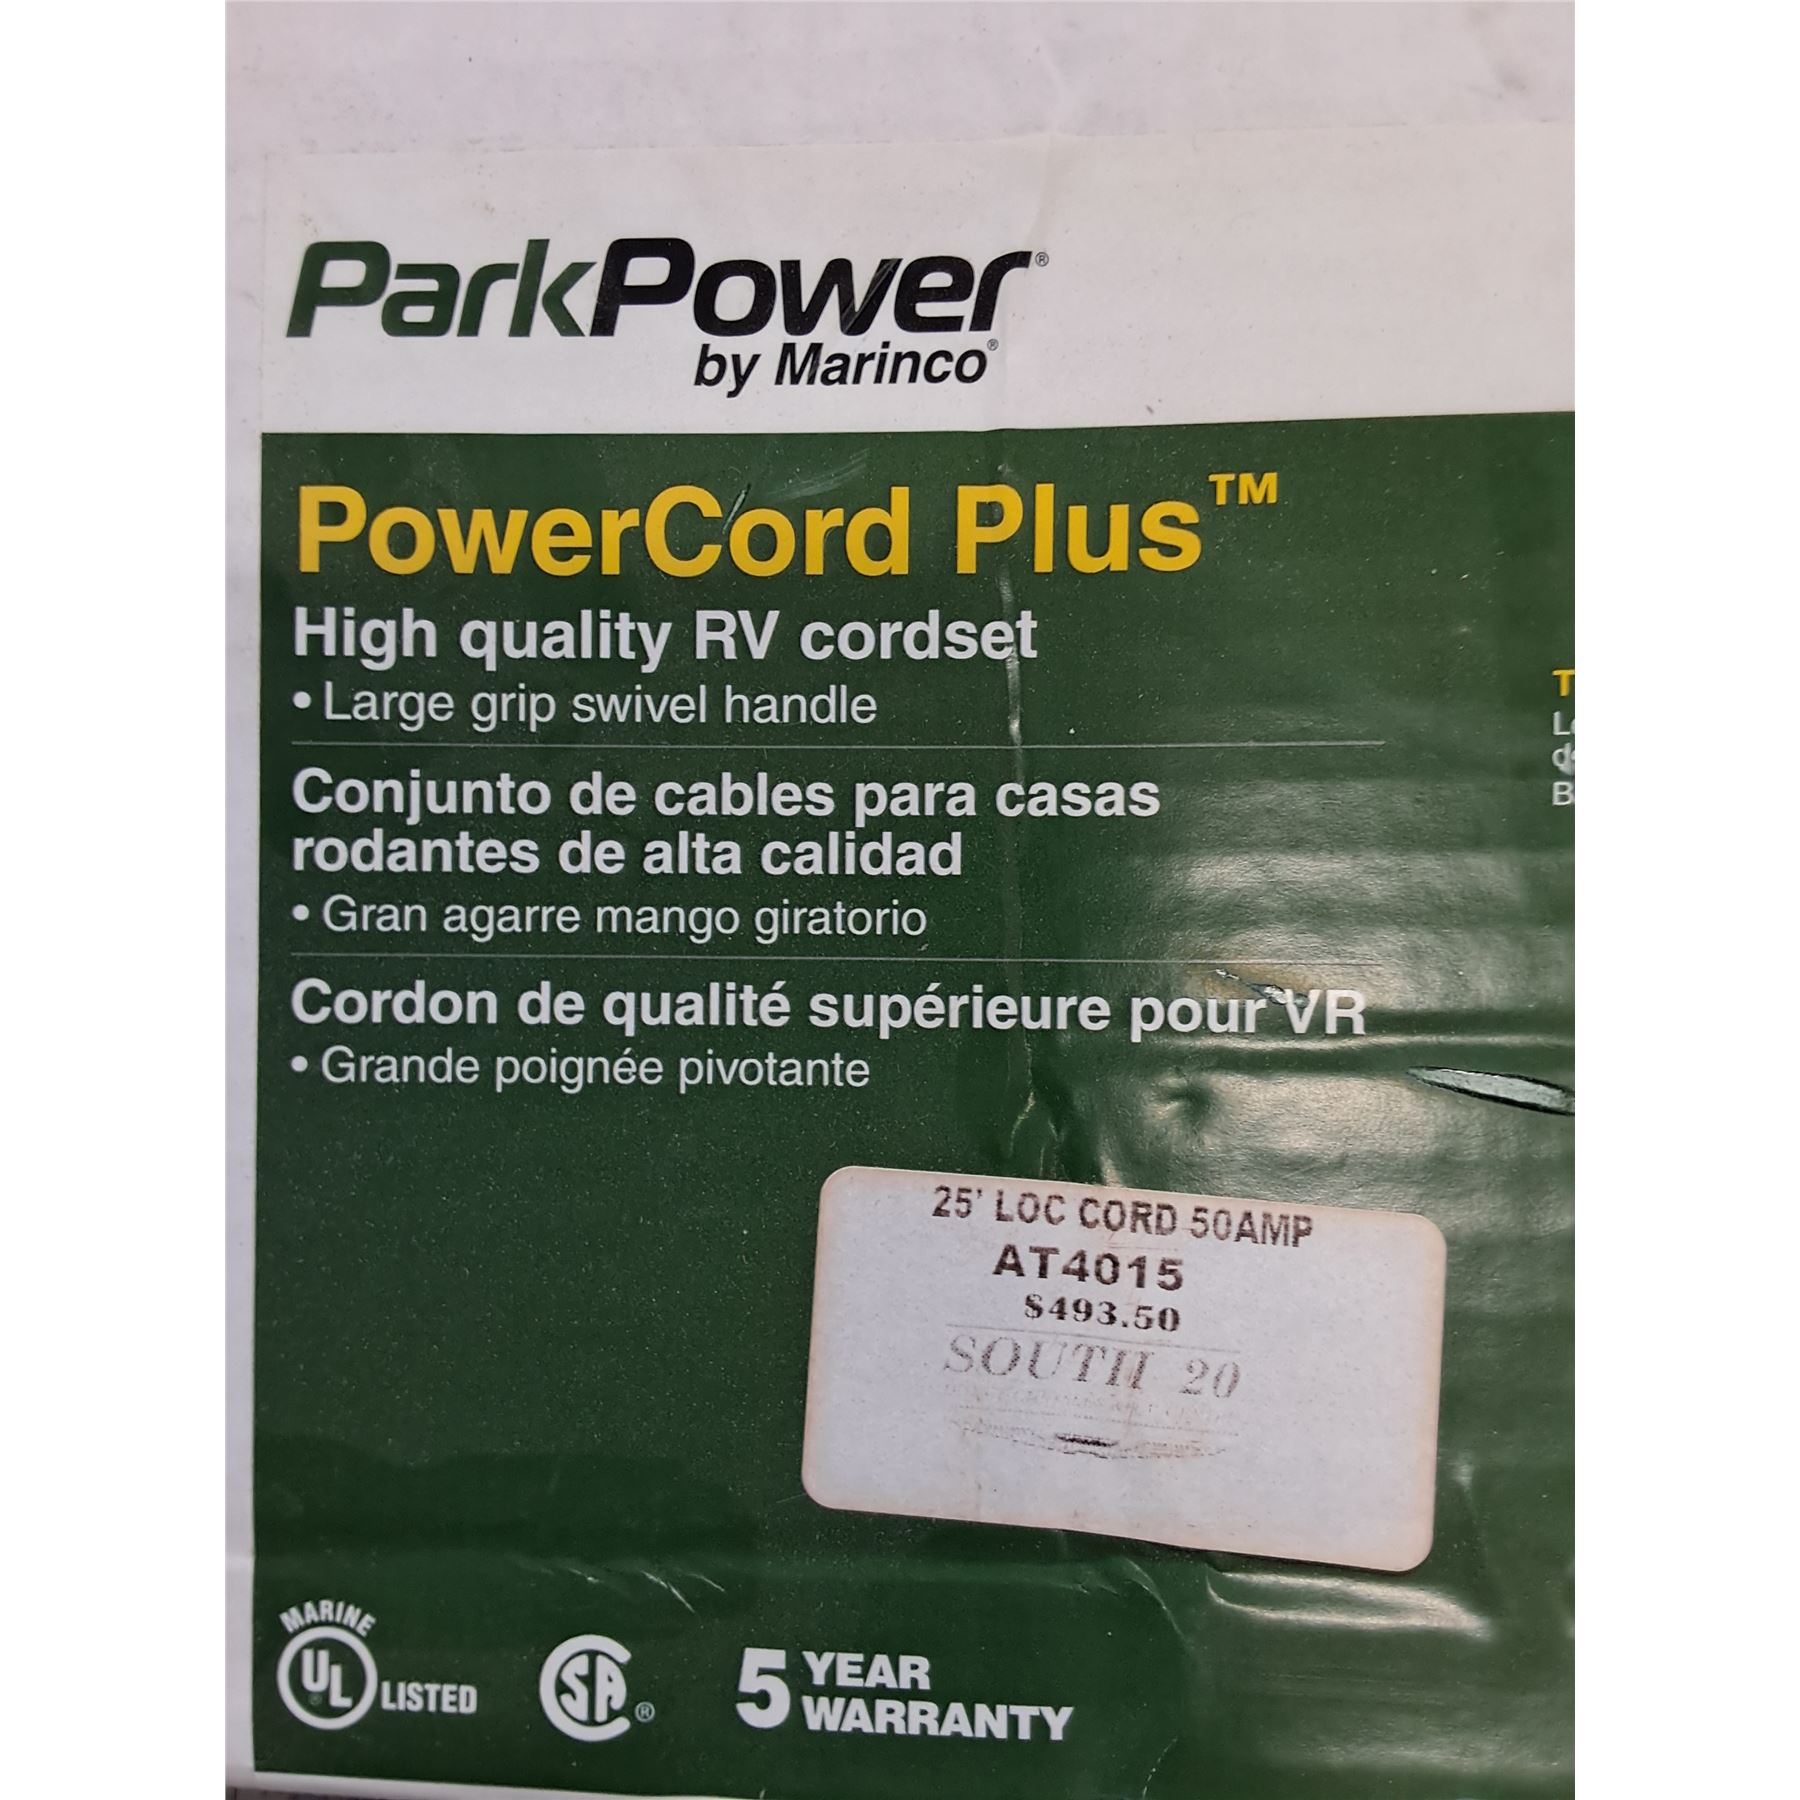 ParkPower®
by Marinco®
PowerCord Plus™
High quality RV cordset
• Large grip swivel handle
Conjunto de cables para casas
rodantes de alta calidad
• Gran agarre mango giratorio
Cordon de qualité supérieure pour VR
• Grande poignée pivotante
25' LOC CORD 50AMP
AT4015
$493.50
SOUTH 20
MARINE
UL LISTED
SA®
5 YEAR
WARRANTY